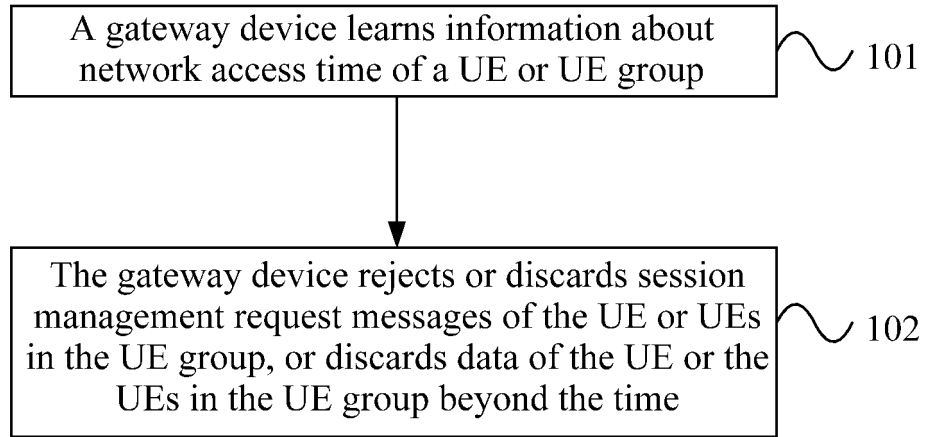 A gateway device learns information about
network access time of a UE or UE group
101
The gateway device rejects or discards session
management request messages of the UE or UEs
in the UE group, or discards data of the UE or the
UEs in the UE group beyond the time
102